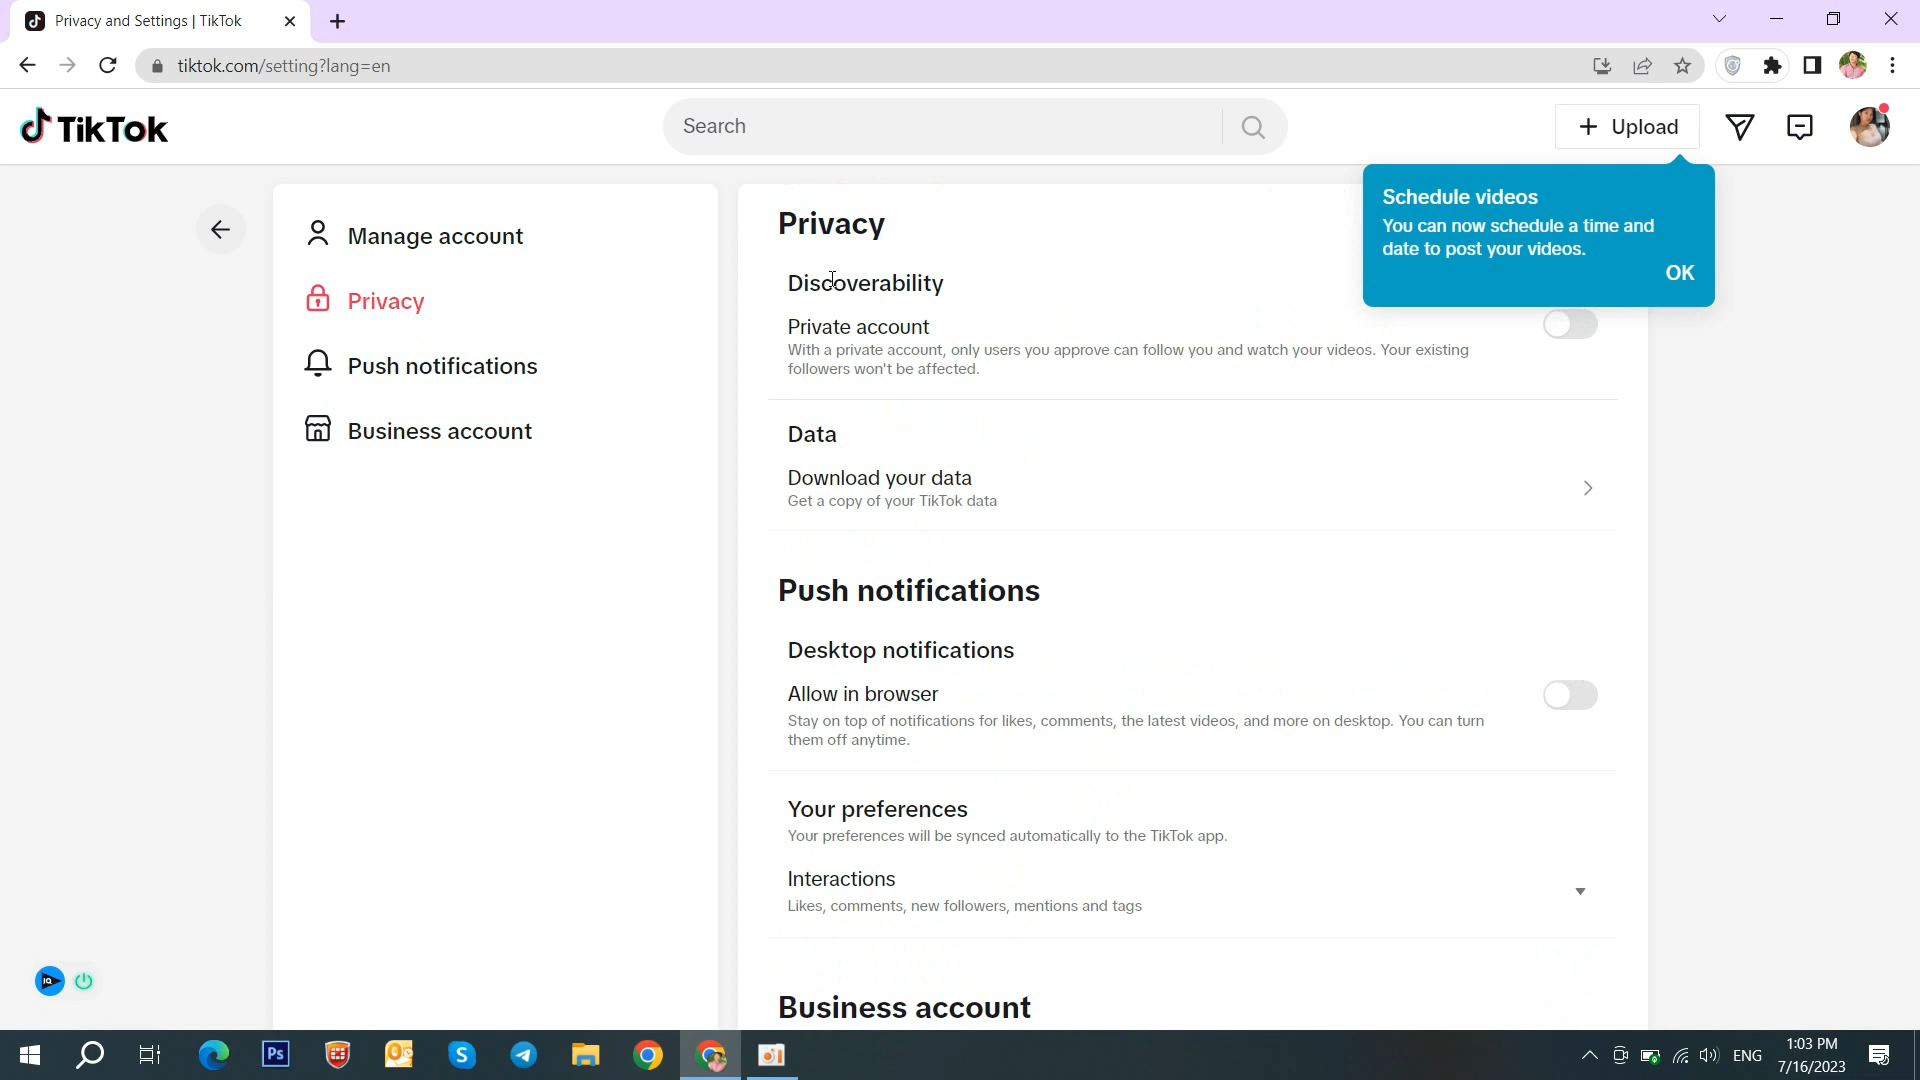 Privacy and Settings | TikTok
tiktok.com/setting?lang=en
TikTok
Search
Upload
Schedule videos
You can now schedule a time and
date to post your videos.
OK
Manage account
Privacy
Push notifications
Business account
Privacy
Discoverability
Private account
With a private account, only users you approve can follow you and watch your videos. Your existing
followers won't be affected.
Data
Download your data
Get a copy of your TikTok data
Push notifications
Desktop notifications
Allow in browser
Stay on top of notifications for likes, comments, the latest videos, and more on desktop. You can turn
them off anytime.
Your preferences
Your preferences will be synced automatically to the TikTok app.
Interactions
Likes, comments, new followers, mentions and tags
Business account
IQ
Ps
S
ENG
1:03 PM
7/16/2023